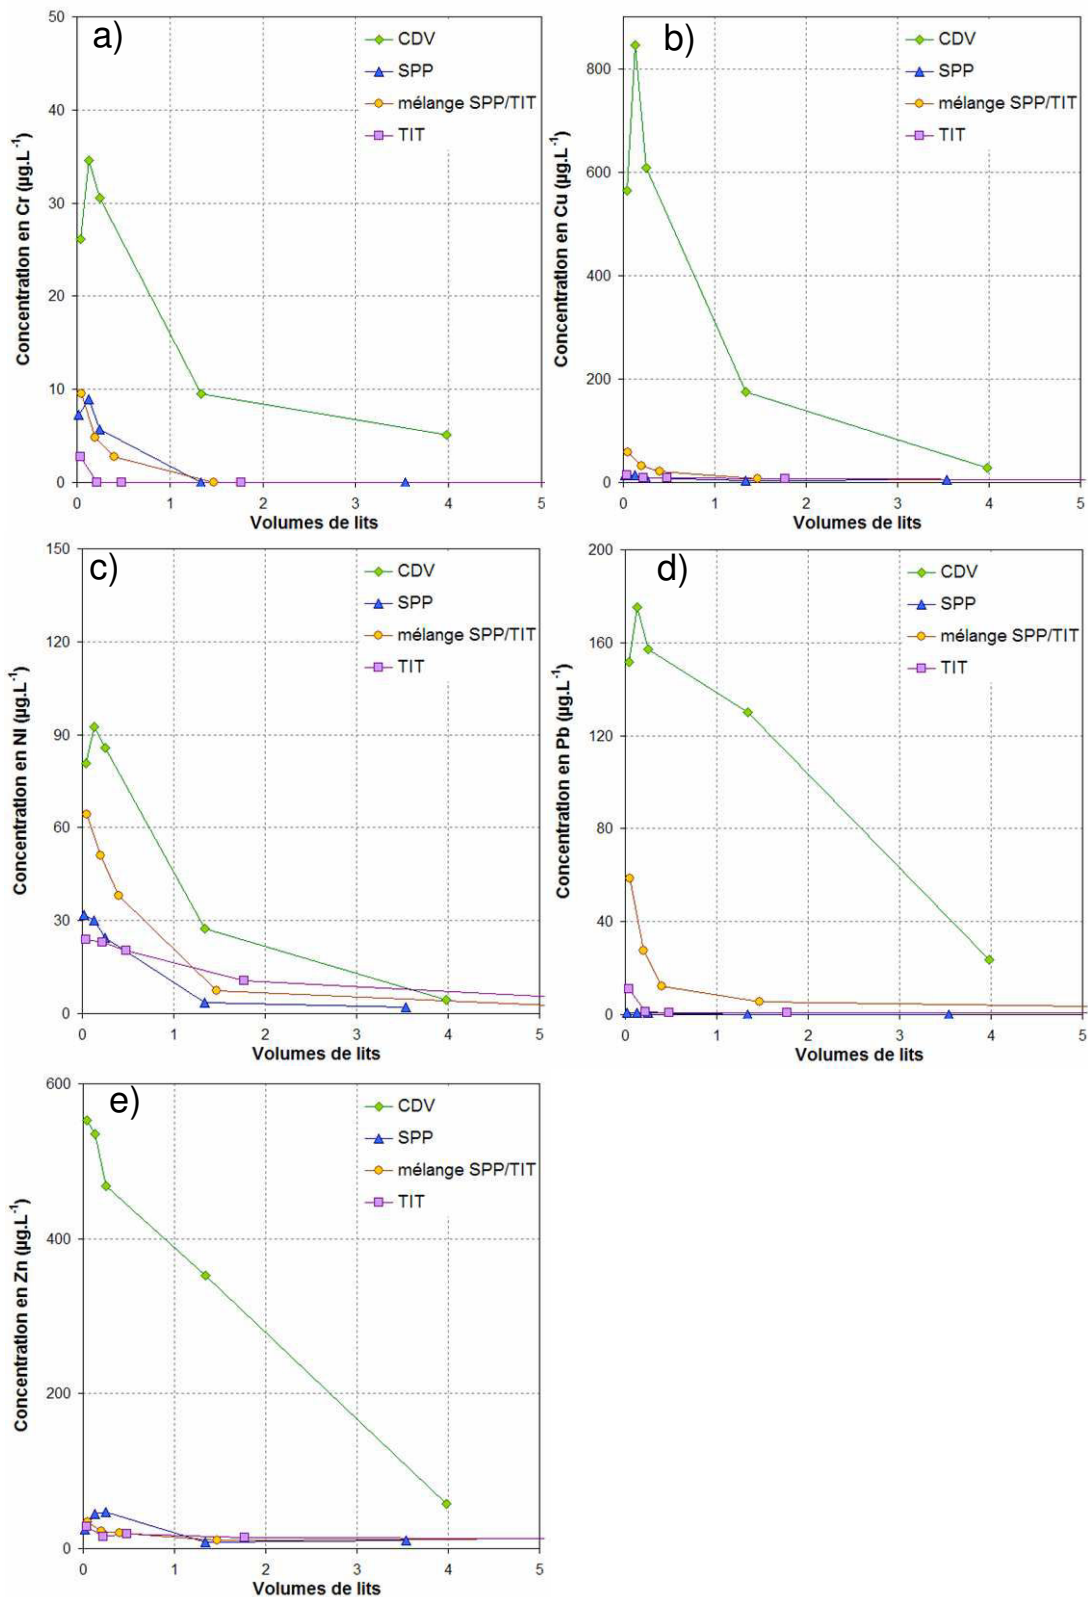 a)
CDV
SPP
mélange SPP/TIT
TIT
Concentration en Cr (µg.L⁻¹)
50
40
30
20
10
0
0 1 2 3 4 5
Volumes de lits
b)
CDV
SPP
mélange SPP/TIT
TIT
Concentration en Cu (µg.L⁻¹)
800
600
400
200
0
0 1 2 3 4 5
Volumes de lits
c)
CDV
SPP
mélange SPP/TIT
TIT
Concentration en NI (µg.L⁻¹)
150
120
90
60
30
0
0 1 2 3 4 5
Volumes de lits
d)
CDV
SPP
mélange SPP/TIT
TIT
Concentration en Pb (µg.L⁻¹)
200
160
120
80
40
0
0 1 2 3 4 5
Volumes de lits
e)
CDV
SPP
mélange SPP/TIT
TIT
Concentration en Zn (µg.L⁻¹)
600
400
200
0
0 1 2 3 4 5
Volumes de lits